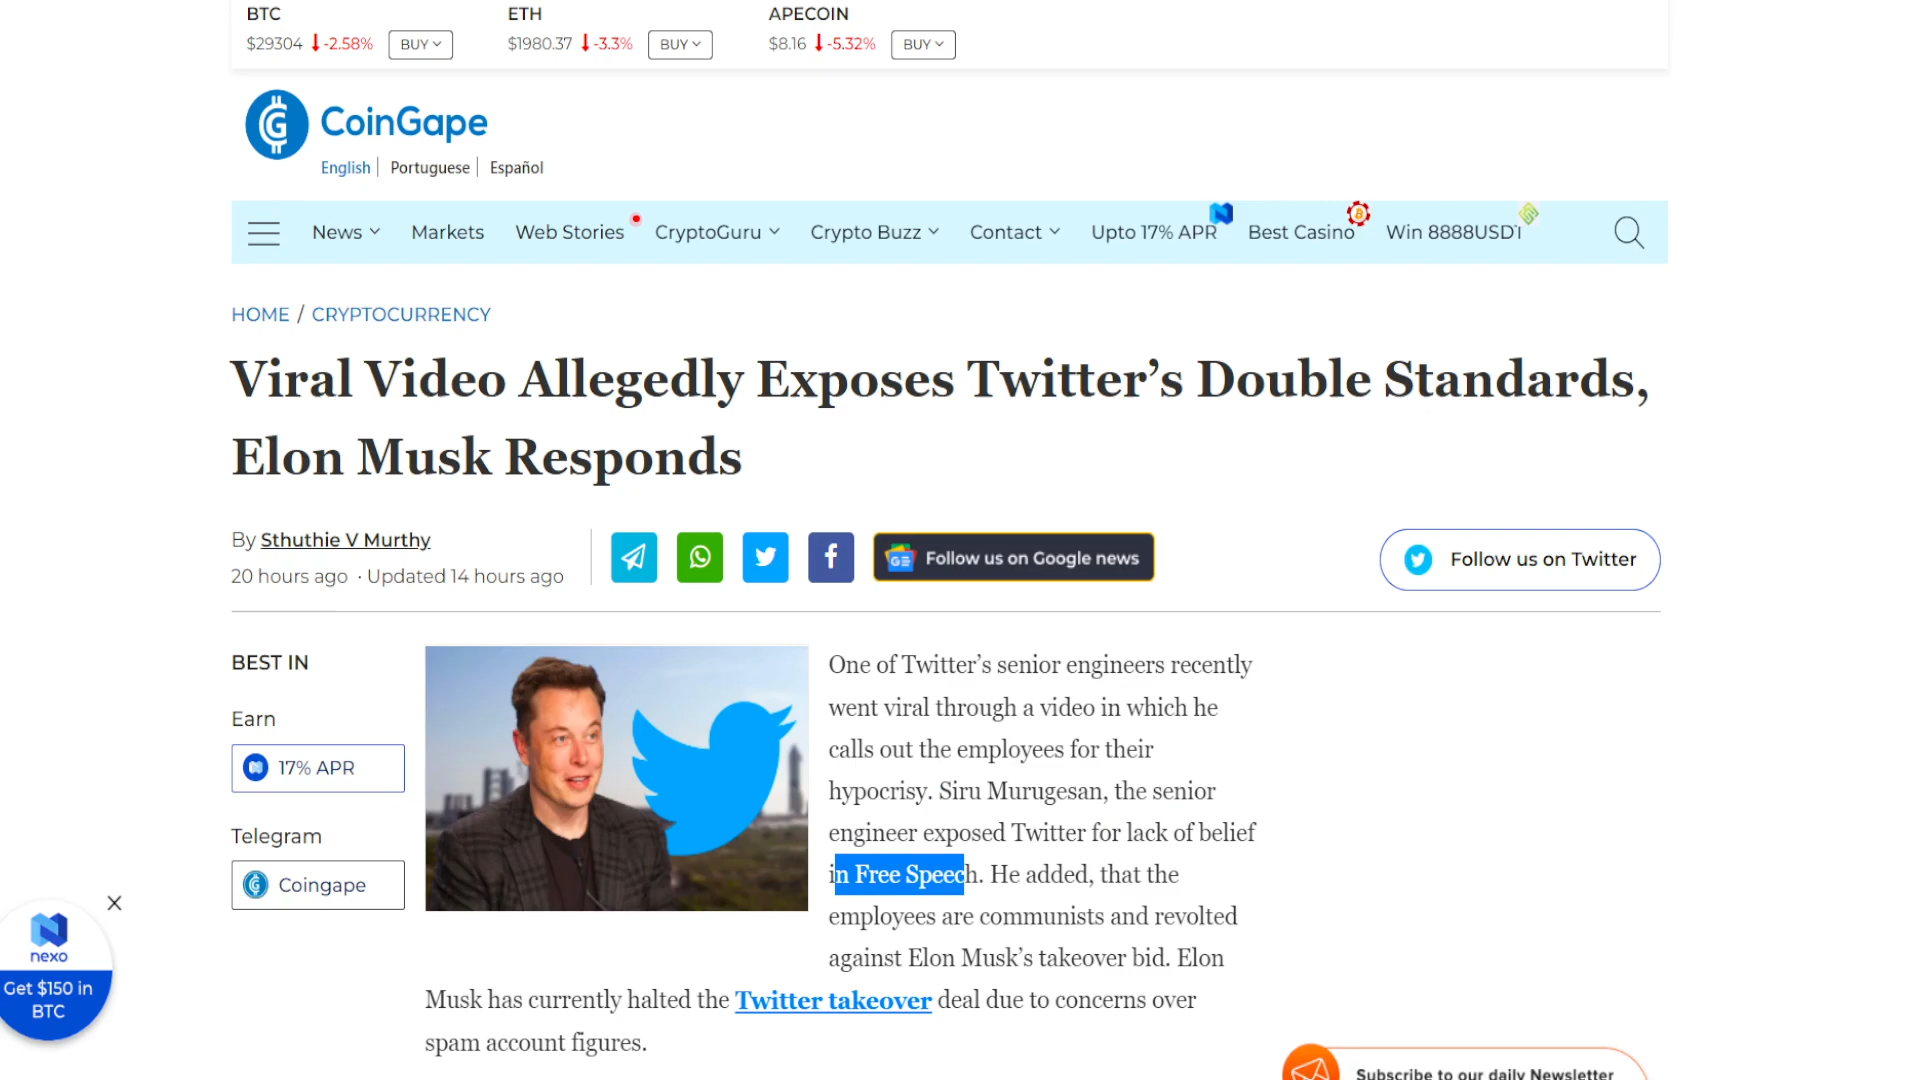 BTC
$29304 -2.58% BUY
ETH
$1980.37 -3.3% BUY
APECOIN
$8.16 -5.32% BUY
CoinGape
English Portuguese Español
News Markets Web Stories CryptoGuru Crypto Buzz Contact Upto 17% APR Best Casino Win 8888USDT
HOME / CRYPTOCURRENCY
Viral Video Allegedly Exposes Twitter’s Double Standards,
Elon Musk Responds
By Sthuthie V Murthy
20 hours ago · Updated 14 hours ago
Follow us on Google news
Follow us on Twitter
BEST IN
Earn
17% APR
Telegram
Coingape
One of Twitter’s senior engineers recently
went viral through a video in which he
calls out the employees for their
hypocrisy. Siru Murugesan, the senior
engineer exposed Twitter for lack of belief
in Free Speech. He added, that the
employees are communists and revolted
against Elon Musk’s takeover bid. Elon
Musk has currently halted the Twitter takeover deal due to concerns over
spam account figures.
nexo
Get $150 in
BTC
Subscribe to our daily Newsletter